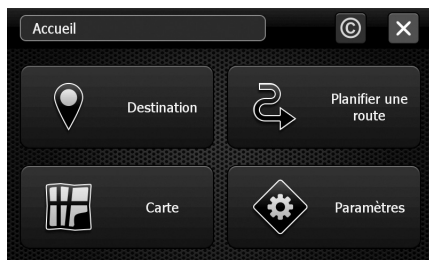 Accueil ©
Destination
Planifier une
route
Carte
Paramètres